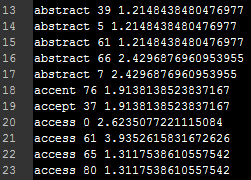 13 abstract 39 1.2148438480476977
14 abstract 5 1.2148438480476977
15 abstract 61 1.2148438480476977
16 abstract 66 2.4296876960953955
17 abstract 7 2.4296876960953955
18 accent 76 1.9138138523837167
19 accept 37 1.9138138523837167
20 access 0 2.6235077221115084
21 access 61 3.9352615831672626
22 access 65 1.3117538610557542
23 access 80 1.3117538610557542